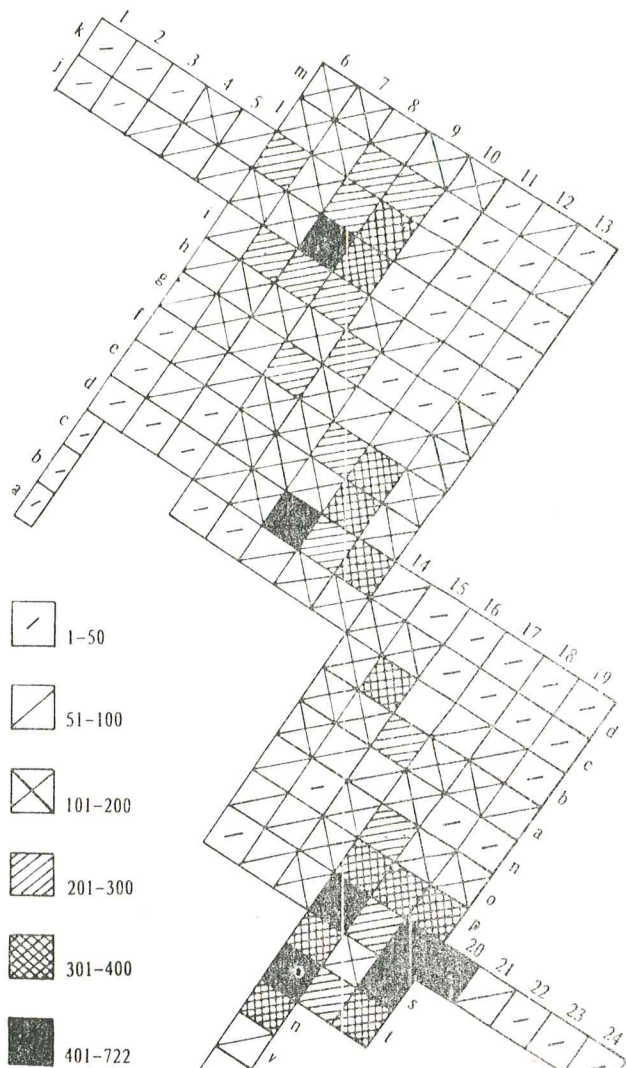 1
2
3
4
5
k
j
m
6
7
8
9
10
11
12
13
l
i
h
g
f
e
d
c
b
a
14
15
16
17
18
19
d
c
b
a
n
o
p
20
21
22
23
24
s
t
n
v
1-50
51-100
101-200
201-300
301-400
401-722